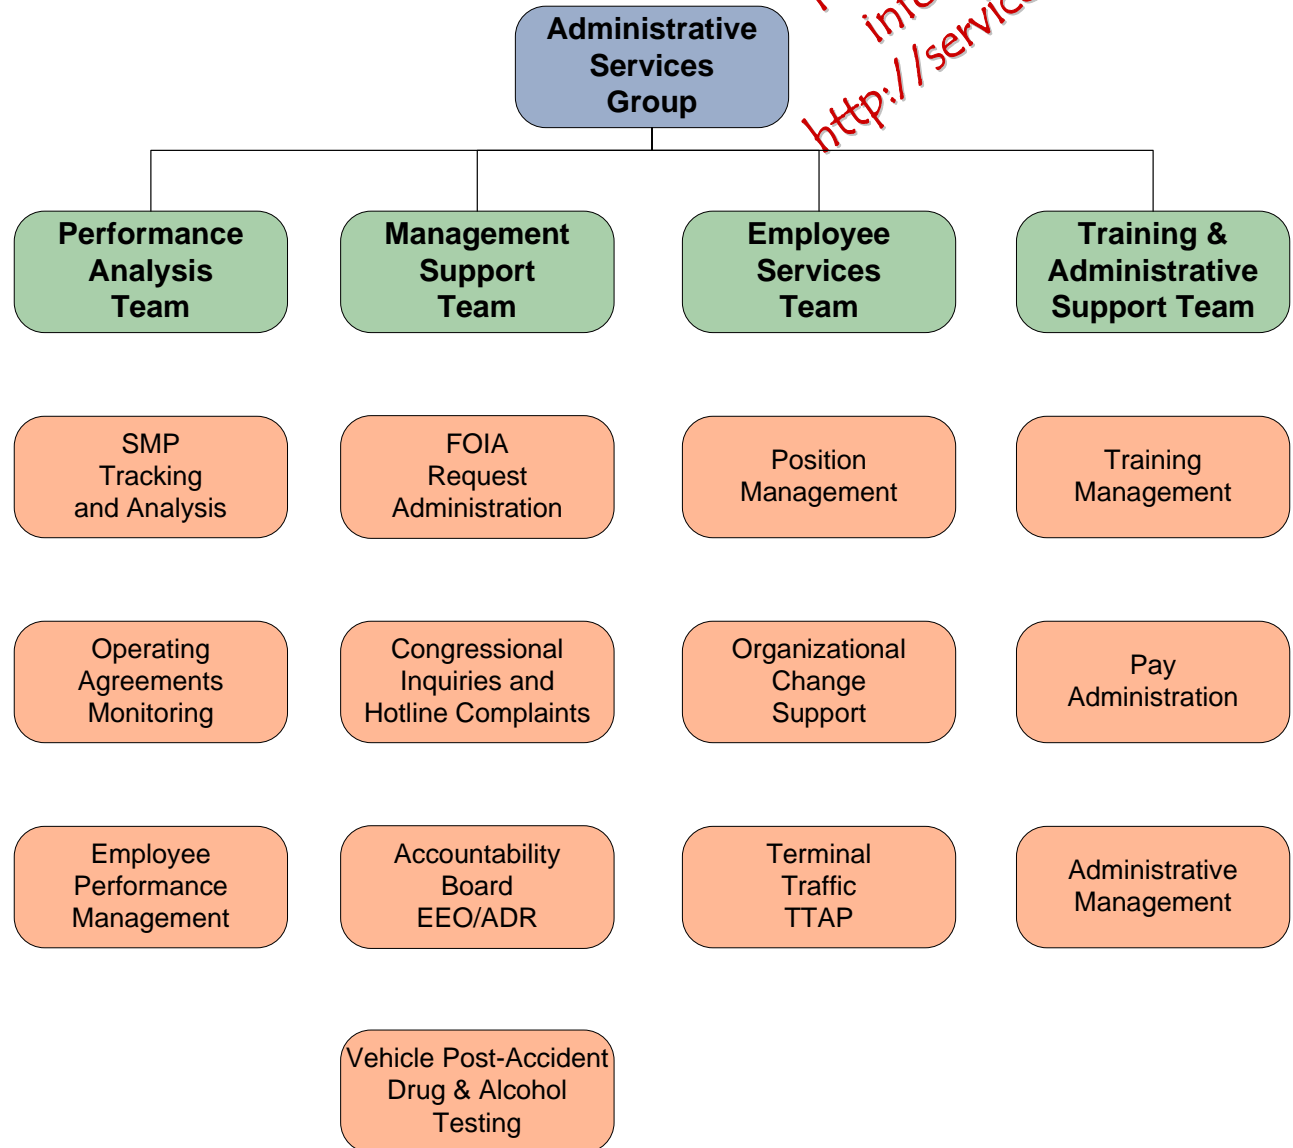 Administrative
Services
Group
http://service
Performance
Analysis
Team
Management
Support
Team
Employee
Services
Team
Training &
Administrative
Support Team
SMP
Tracking
and Analysis
FOIA
Request
Administration
Position
Management
Training
Management
Operating
Agreements
Monitoring
Congressional
Inquiries and
Hotline Complaints
Organizational
Change
Support
Pay
Administration
Employee
Performance
Management
Accountability
Board
EEO/ADR
Terminal
Traffic
TTAP
Administrative
Management
Vehicle Post-Accident
Drug & Alcohol
Testing